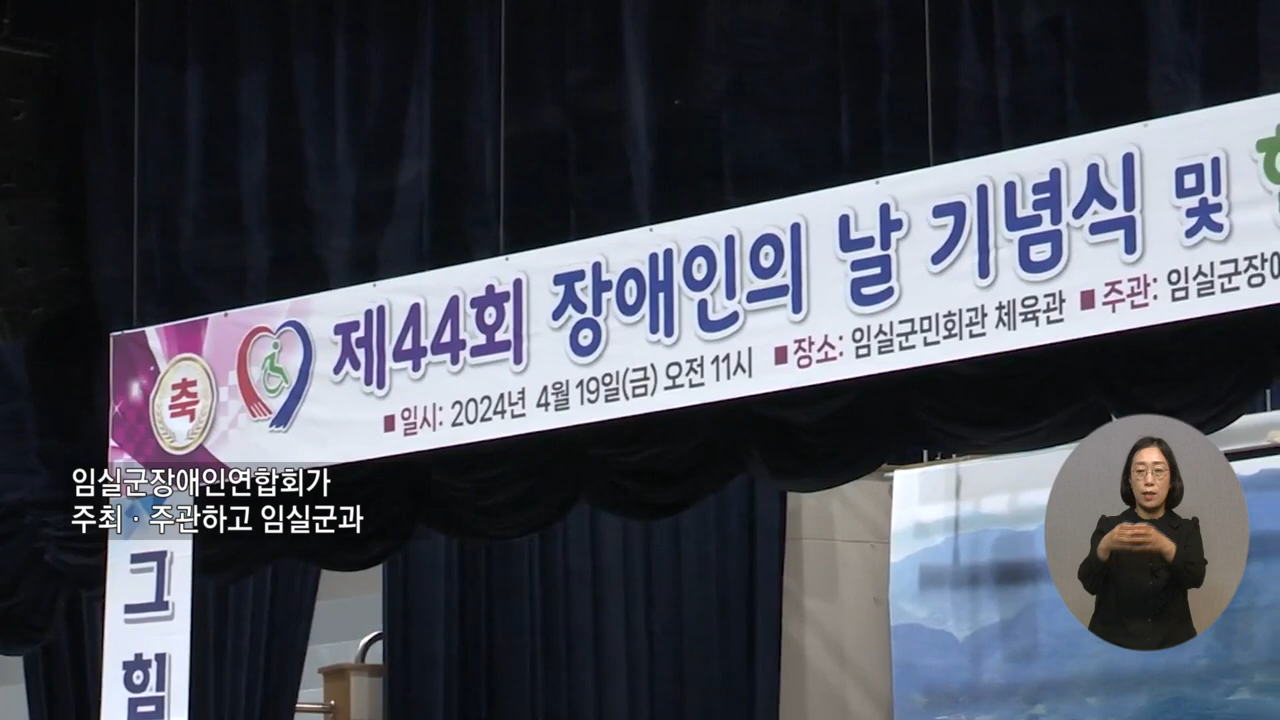 축
제44회 장애인의 날 기념식 및
■일시: 2024년 4월 19일(금) 오전 11시 ■장소: 임실군민회관 체육관 ■주관: 임실군장애
임실군장애인연합회가
주최·주관하고 임실군과
그
힘